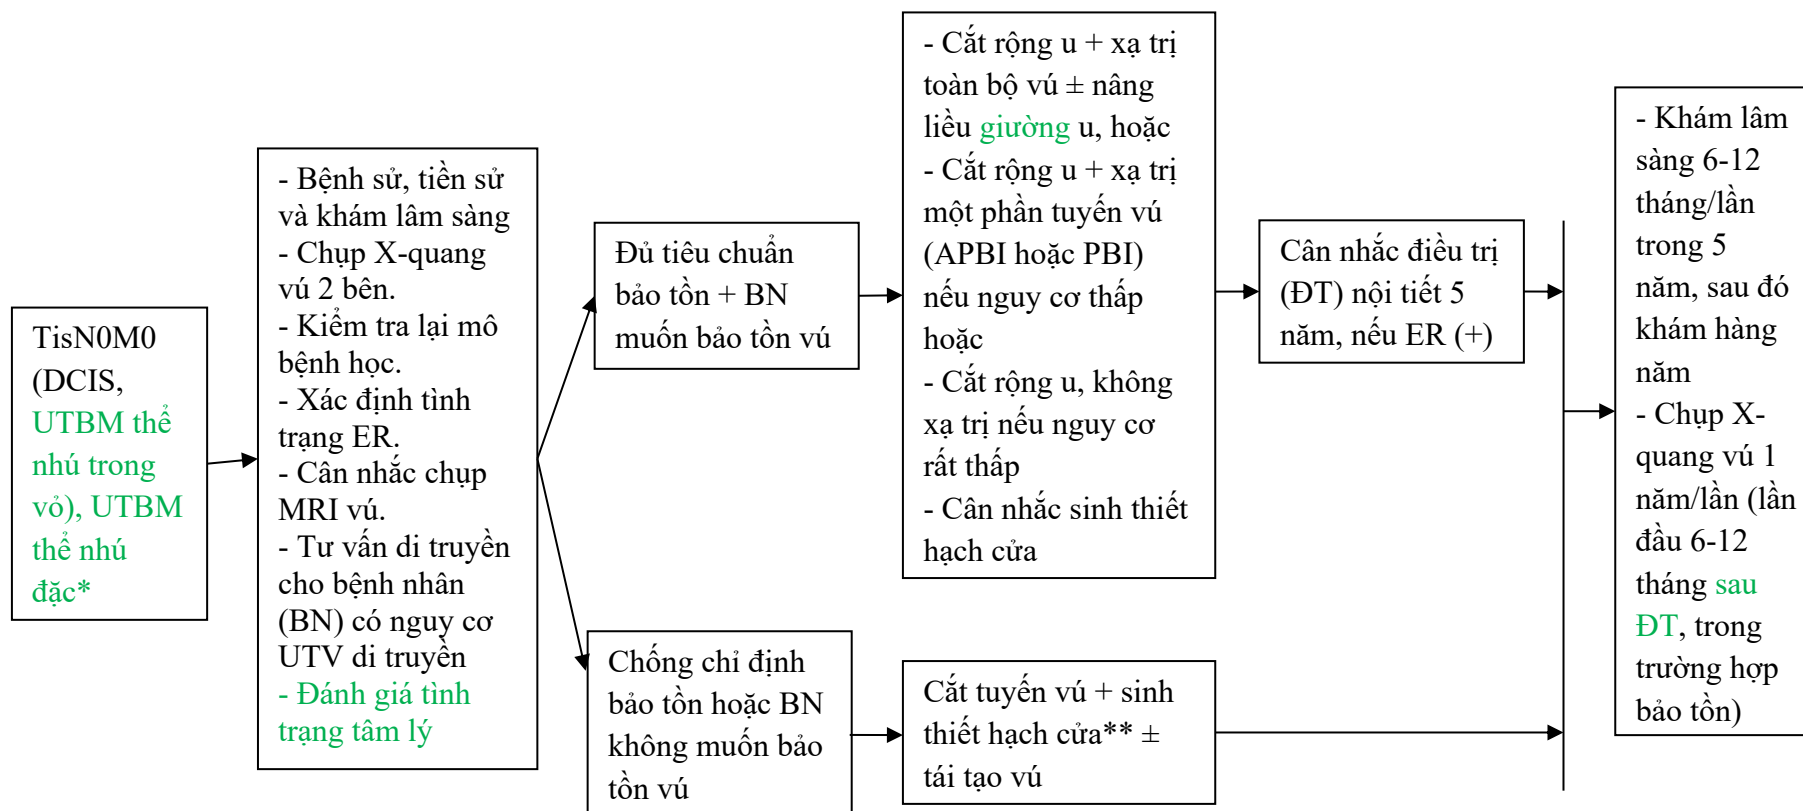 TisN0M0
(DCIS,
UTBM thể
nhú trong
vỏ), UTBM
thể nhú
đặc*
- Bệnh sử, tiền sử
và khám lâm sàng
- Chụp X-quang
vú 2 bên.
- Kiểm tra lại mô
bệnh học.
- Xác định tình
trạng ER.
- Cân nhắc chụp
MRI vú.
- Tư vấn di truyền
cho bệnh nhân
(BN) có nguy cơ
UTV di truyền
- Đánh giá tình
trạng tâm lý
Đủ tiêu chuẩn
bảo tồn + BN
muốn bảo tồn vú
- Cắt rộng u + xạ trị
toàn bộ vú ± nâng
liều giường u, hoặc
- Cắt rộng u + xạ trị
một phần tuyến vú
(APBI hoặc PBI)
nếu nguy cơ thấp
hoặc
- Cắt rộng u, không
xạ trị nếu nguy cơ
rất thấp
- Cân nhắc sinh thiết
hạch cửa
Cân nhắc điều trị
(ĐT) nội tiết 5
năm, nếu ER (+)
Chống chỉ định
bảo tồn hoặc BN
không muốn bảo
tồn vú
Cắt tuyến vú + sinh
thiết hạch cửa** ±
tái tạo vú
- Khám lâm
sàng 6-12
tháng/lần
trong 5
năm, sau đó
khám hàng
năm
- Chụp X-
quang vú 1
năm/lần (lần
đầu 6-12
tháng sau
ĐT, trong
trường hợp
bảo tồn)